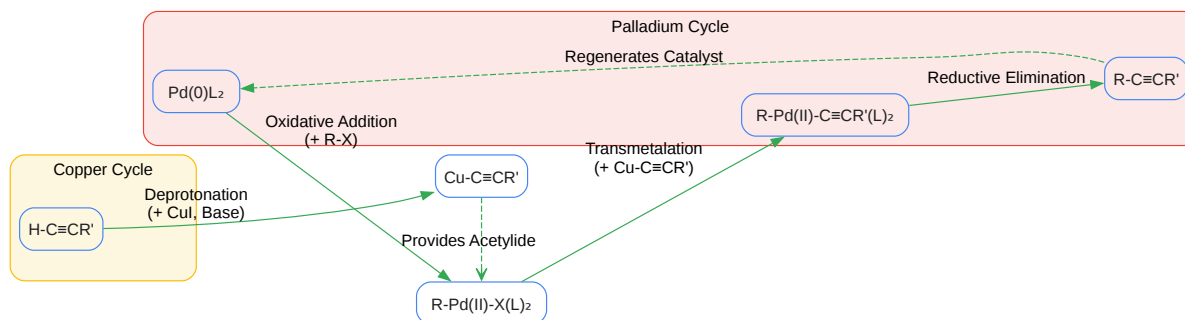 Palladium Cycle
Regenerates Catalyst
Pd(0)L₂
Reductive Elimination
R-C≡CR'
R-Pd(II)-C≡CR'(L)₂
Oxidative Addition
(+ R-X)
Transmetalation
(+ Cu-C≡CR')
Copper Cycle
Deprotonation
(+ CuI, Base)
Cu-C≡CR'
H-C≡CR'
Provides Acetylide
R-Pd(II)-X(L)₂